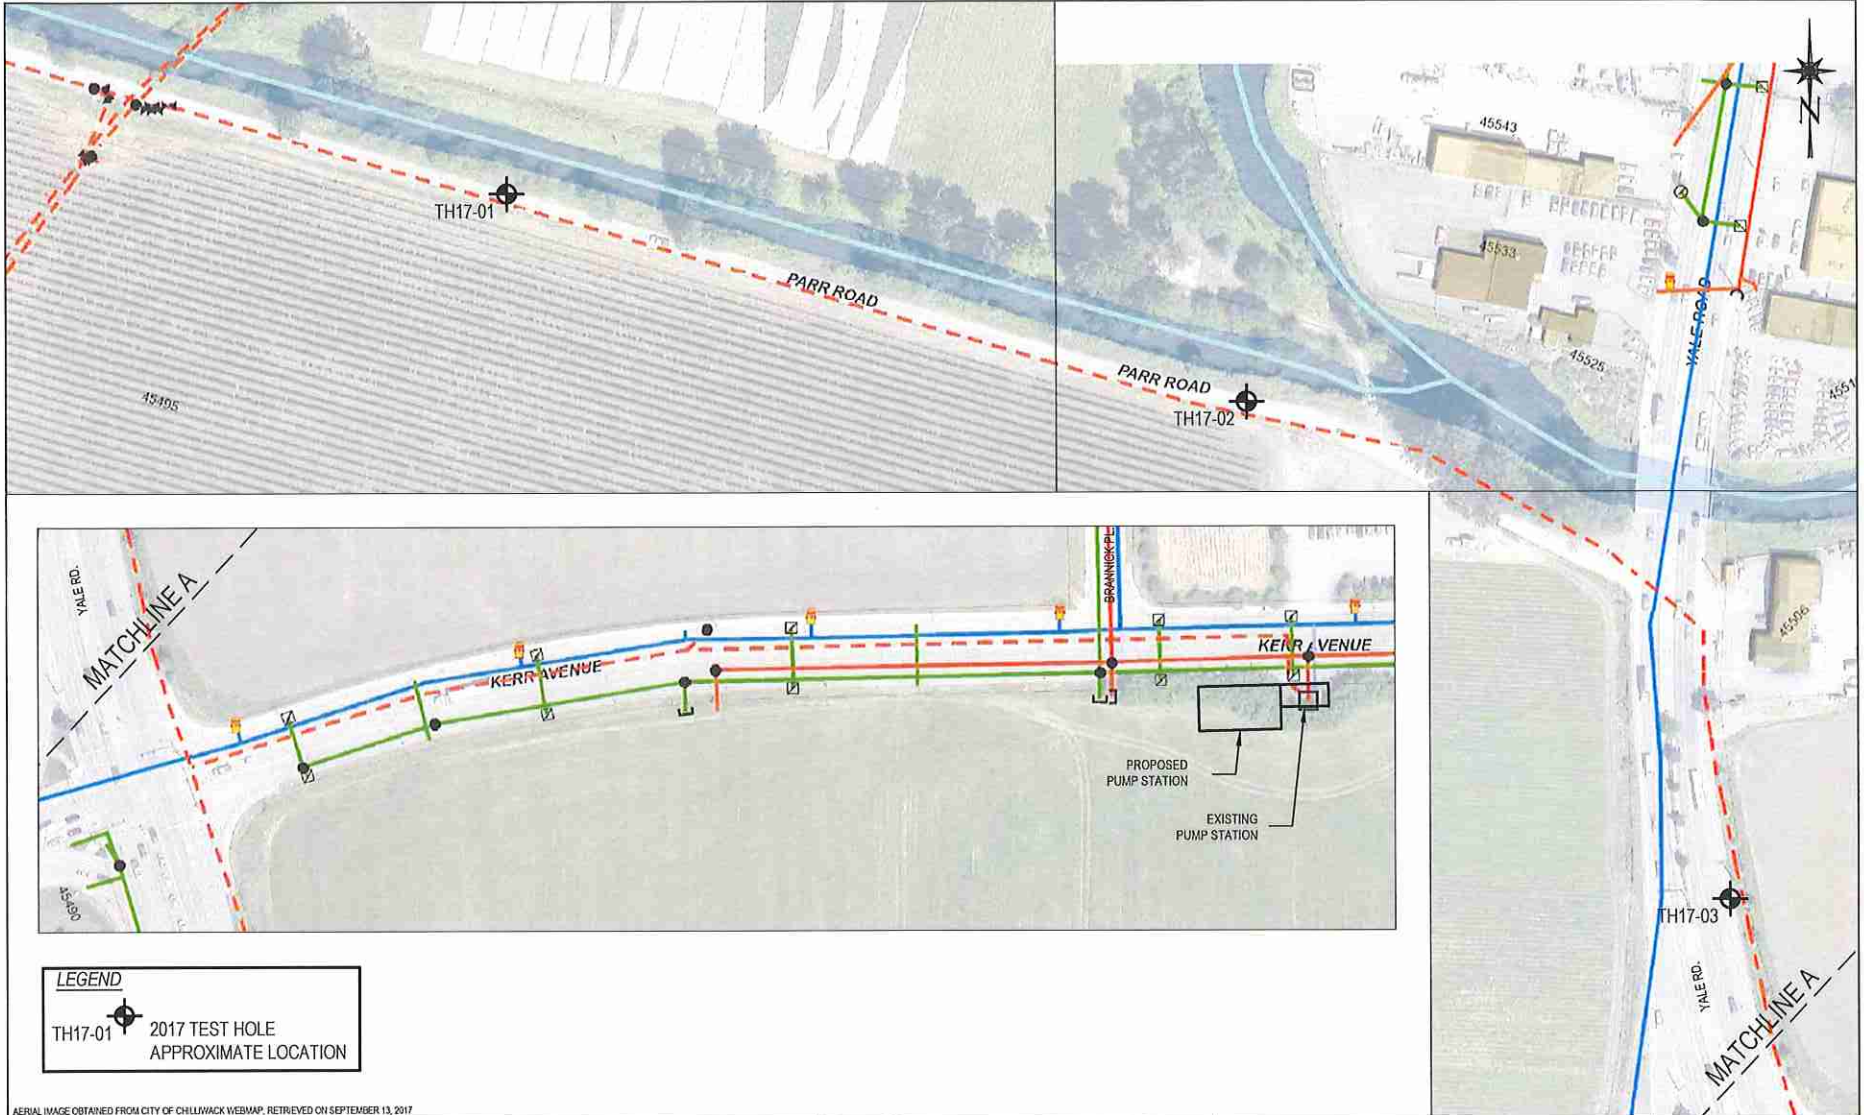 45543
N
TH17-01
45533
PARR ROAD
YALE ROAD
45525
PARR ROAD
45495
TH17-02
YALE RD.
MATCHLINE A
BRANNICK PL
45506
KERR AVENUE
KERR AVENUE
PROPOSED
PUMP STATION
EXISTING
PUMP STATION
45490
TH17-03
YALE RD.
MATCHLINE A
LEGEND
TH17-01
2017 TEST HOLE
APPROXIMATE LOCATION
AERIAL IMAGE OBTAINED FROM CITY OF CHILLIWACK WEBMAP, RETRIEVED ON SEPTEMBER 13, 2017